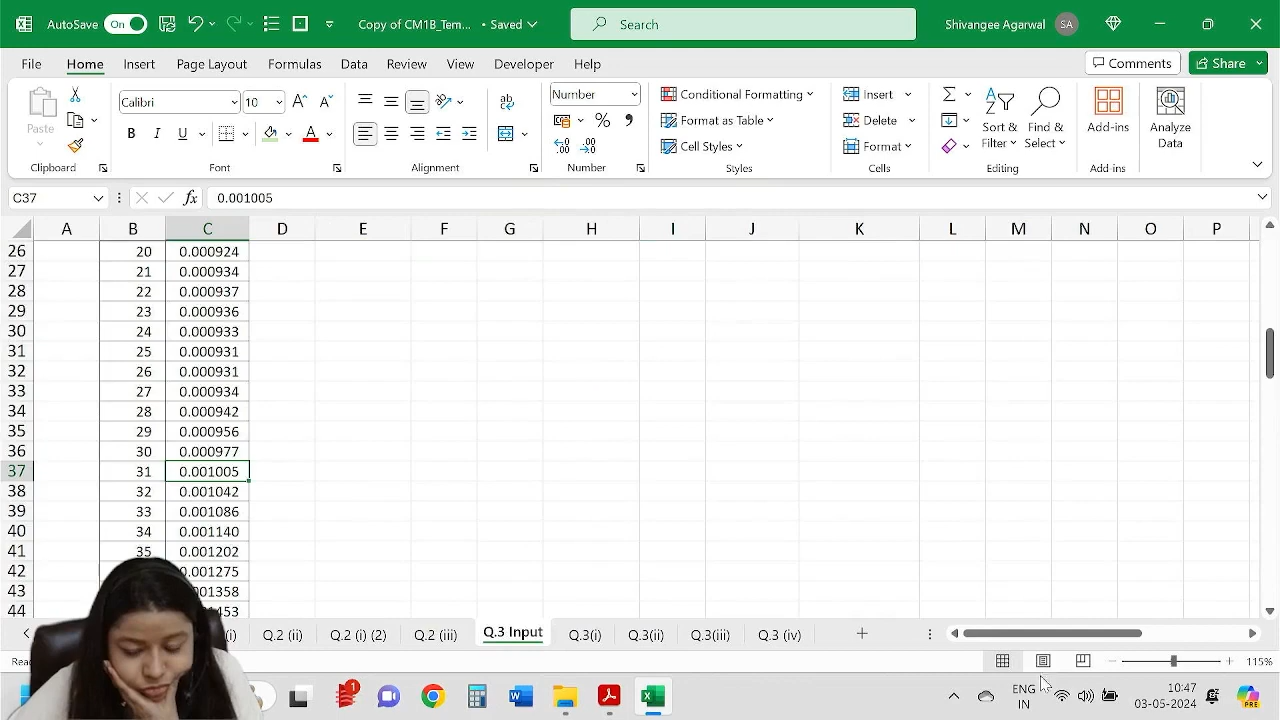 AutoSave On Copy of CM1B_Tem... • Saved Search Shivangee Agarwal SA
File Home Insert Page Layout Formulas Data Review View Developer Help Comments Share
Paste Calibri 10 B I U A Number % Conditional Formatting Format as Table Cell Styles Insert Delete Format Sort & Filter Find & Select Add-ins Analyze Data
Clipboard Font Alignment Number Styles Cells Editing Add-ins
C37 fx 0.001005
A B C D E F G H I J K L M N O P
26 20 0.000924
27 21 0.000934
28 22 0.000937
29 23 0.000936
30 24 0.000933
31 25 0.000931
32 26 0.000931
33 27 0.000934
34 28 0.000942
35 29 0.000956
36 30 0.000977
37 31 0.001005
38 32 0.001042
39 33 0.001086
40 34 0.001140
41 35 0.001202
42 0.001275
43 001358
44 1453
(i) Q.2 (ii) Q.2 (i) (2) Q.2 (iii) Q.3 Input Q.3(i) Q.3(ii) Q.3(iii) Q.3 (iv)
115%
1 W ENG IN 10:47 03-05-2024 PRE